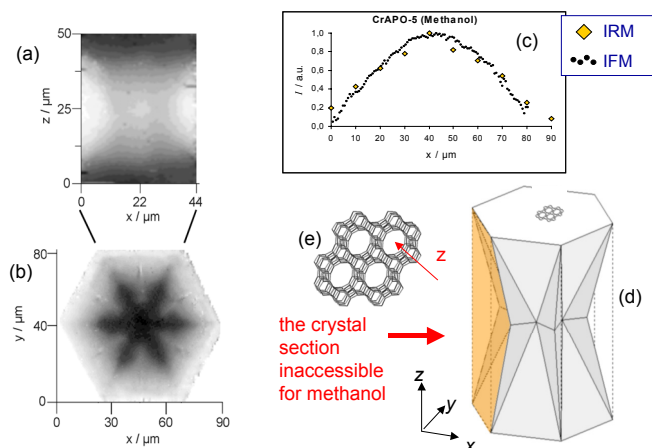 (a)
50
25
0
z / µm
0
22
44
x / µm
(b)
80
40
0
y / µm
0
30
60
90
x / µm
CrAPO-5 (Methanol)
(c)
1,0
0,8
0,6
0,4
0,2
0,0
I / a.u.
0
10
20
30
40
50
60
70
80
90
x / µm
IRM
IFM
(e)
z
(d)
the crystal
section
inaccessible
for methanol
z
y
x